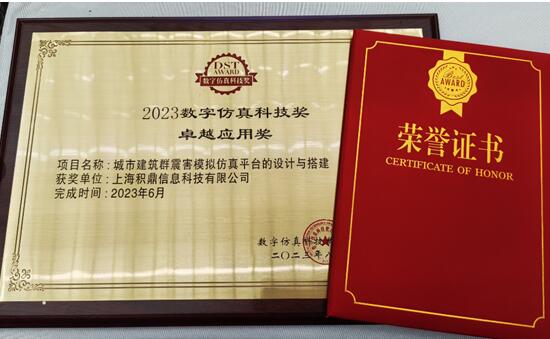 DST
AWARD
数字仿真科技奖
2023数字仿真科技奖
卓越应用奖
项目名称:城市建筑群震害模拟仿真平台的设计与搭建
获奖单位:上海积鼎信息科技有限公司
完成时间:2023年6月
数字仿真科技
二〇二三年
Best
AWARD
荣誉证书
CERTIFICATE OF HONOR